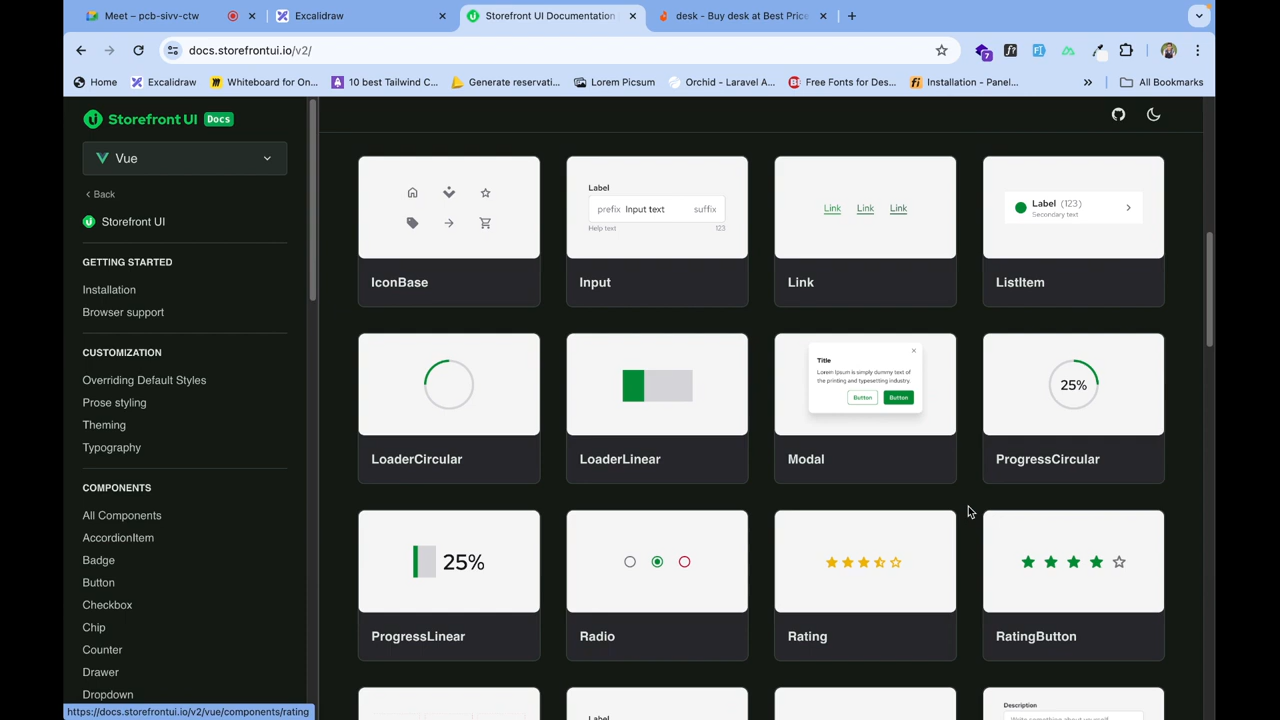 Meet – pcb-sivv-ctw
Excalidraw
Storefront UI Documentation
desk - Buy desk at Best Price
docs.storefrontui.io/v2/
7
Home
Excalidraw
Whiteboard for On...
10 best Tailwind C...
Generate reservati...
Lorem Picsum
Orchid - Laravel A...
Free Fonts for Des...
Installation - Panel...
»
All Bookmarks
Storefront UI Docs
Vue
Back
Storefront UI
GETTING STARTED
Installation
Browser support
CUSTOMIZATION
Overriding Default Styles
Prose styling
Theming
Typography
COMPONENTS
All Components
AccordionItem
Badge
Button
Checkbox
Chip
Counter
Drawer
Dropdown
https://docs.storefrontui.io/v2/vue/components/rating
IconBase
Label
prefix Input text suffix
Help text 123
Input
Link Link Link
Link
Label (123)
Secondary text
ListItem
LoaderCircular
LoaderLinear
Title
Lorem Ipsum is simply dummy text of
the printing and typesetting industry.
Button Button
Modal
25%
ProgressCircular
25%
ProgressLinear
Radio
Rating
RatingButton
Label
Description
Write something about yourself